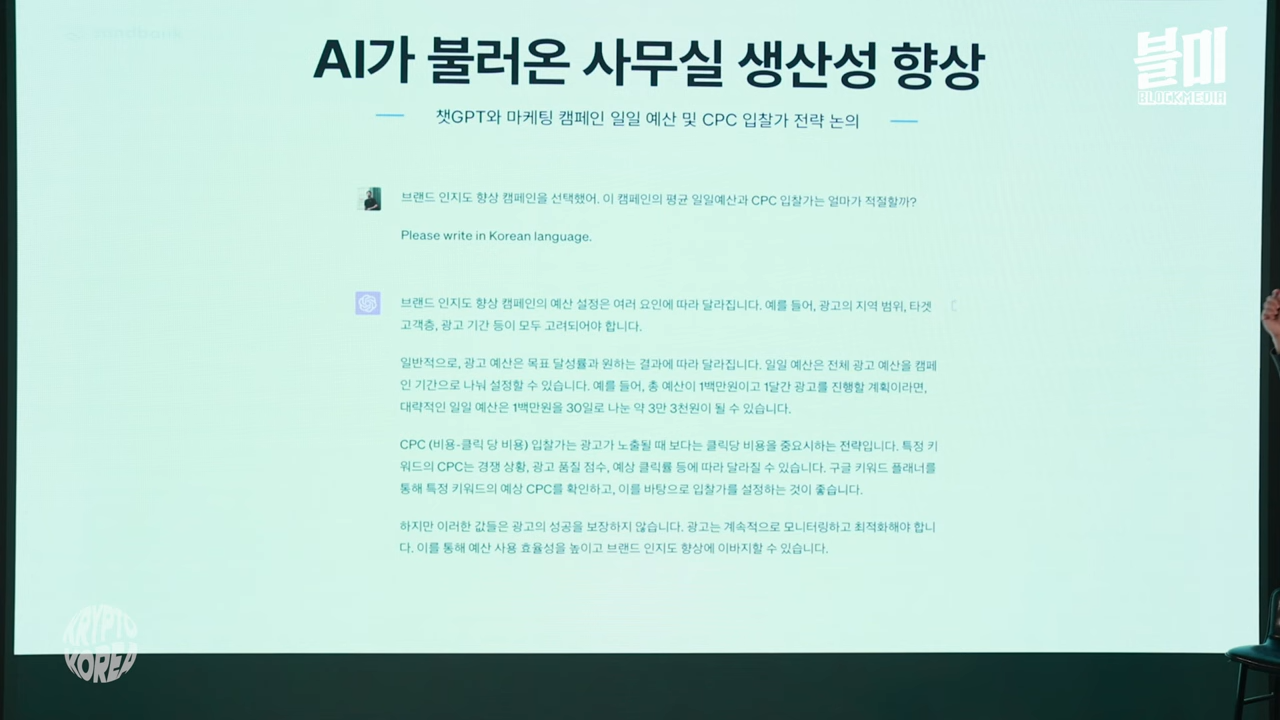 AI가 불러온 사무실 생산성 향상
블미
BLOCKMEDIA
챗GPT와 마케팅 캠페인 일일 예산 및 CPC 입찰가 전략 논의
브랜드 인지도 향상 캠페인을 선택했어. 이 캠페인의 평균 일일예산과 CPC 입찰가는 얼마가 적절할까?
Please write in Korean language.
브랜드 인지도 향상 캠페인의 예산 설정은 여러 요인에 따라 달라집니다. 예를 들어, 광고의 지역 범위, 타겟
고객층, 광고 기간 등이 모두 고려되어야 합니다.
일반적으로, 광고 예산은 목표 달성률과 원하는 결과에 따라 달라집니다. 일일 예산은 전체 광고 예산을 캠페
인 기간으로 나눠 설정할 수 있습니다. 예를 들어, 총 예산이 1백만원이고 1달간 광고를 진행할 계획이라면,
대략적인 일일 예산은 1백만원을 30일로 나눈 약 3만 3천원이 될 수 있습니다.
CPC (비용-클릭 당 비용) 입찰가는 광고가 노출될 때 보다는 클릭당 비용을 중요시하는 전략입니다. 특정 키
워드의 CPC는 경쟁 상황, 광고 품질 점수, 예상 클릭률 등에 따라 달라질 수 있습니다. 구글 키워드 플래너를
통해 특정 키워드의 예상 CPC를 확인하고, 이를 바탕으로 입찰가를 설정하는 것이 좋습니다.
하지만 이러한 값들은 광고의 성공을 보장하지 않습니다. 광고는 계속적으로 모니터링하고 최적화해야 합니
다. 이를 통해 예산 사용 효율성을 높이고 브랜드 인지도 향상에 이바지할 수 있습니다.
KRYPTO
KOREA